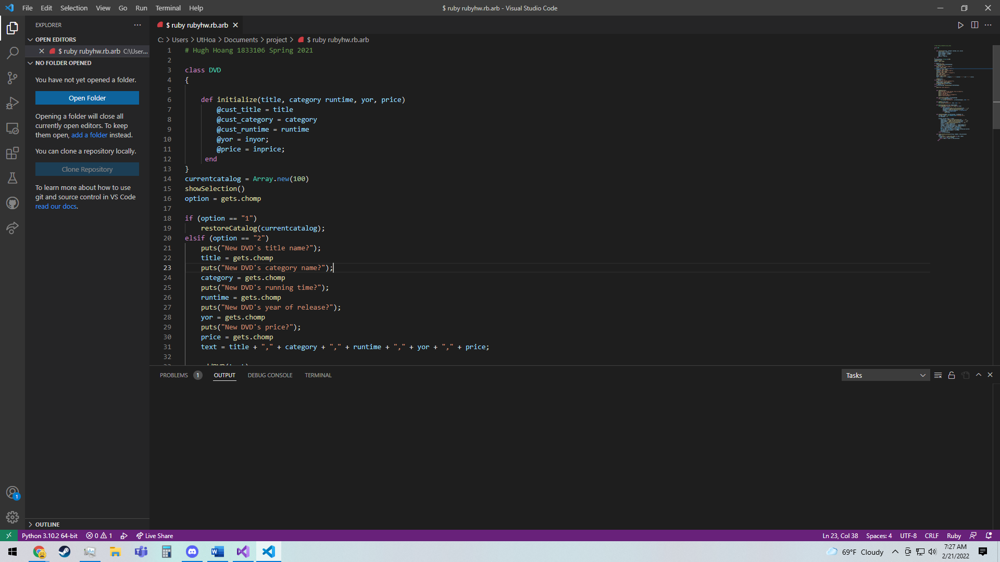 File Edit Selection View Go Run Terminal Help
$ ruby rubyhw.rb.arb - Visual Studio Code
EXPLORER
OPEN EDITORS
$ ruby rubyhw.rb.arb C:\User...
NO FOLDER OPENED
You have not yet opened a folder.
Open Folder
Opening a folder will close all
currently open editors. To keep
them open, add a folder instead.
You can clone a repository locally.
Clone Repository
To learn more about how to use
git and source control in VS Code
read our docs.
OUTLINE
$ ruby rubyhw.rb.arb
C: > Users > UtHoa > Documents > project > $ ruby rubyhw.rb.arb
1 # Hugh Hoang 1833106 Spring 2021
2
3 class DVD
4 {
5
6 def initialize(title, category runtime, yor, price)
7 @cust_title = title
8 @cust_category = category
9 @cust_runtime = runtime
10 @yor = inyor;
11 @price = inprice;
12 end
13 }
14 currentcatalog = Array.new(100)
15 showSelection()
16 option = gets.chomp
17
18 if (option == "1")
19 restoreCatalog(currentcatalog);
20 elsif (option == "2")
21 puts("New DVD's title name?");
22 title = gets.chomp
23 puts("New DVD's category name?");
24 category = gets.chomp
25 puts("New DVD's running time?");
26 runtime = gets.chomp
27 puts("New DVD's year of release?");
28 yor = gets.chomp
29 puts("New DVD's price?");
30 price = gets.chomp
31 text = title + "," + category + "," + runtime + "," + yor + "," + price;
32
PROBLEMS 1 OUTPUT DEBUG CONSOLE TERMINAL
Tasks
1
Python 3.10.2 64-bit 0 1 Live Share
Ln 23, Col 38 Spaces: 4 UTF-8 CRLF Ruby
69°F Cloudy
7:27 AM
2/21/2022